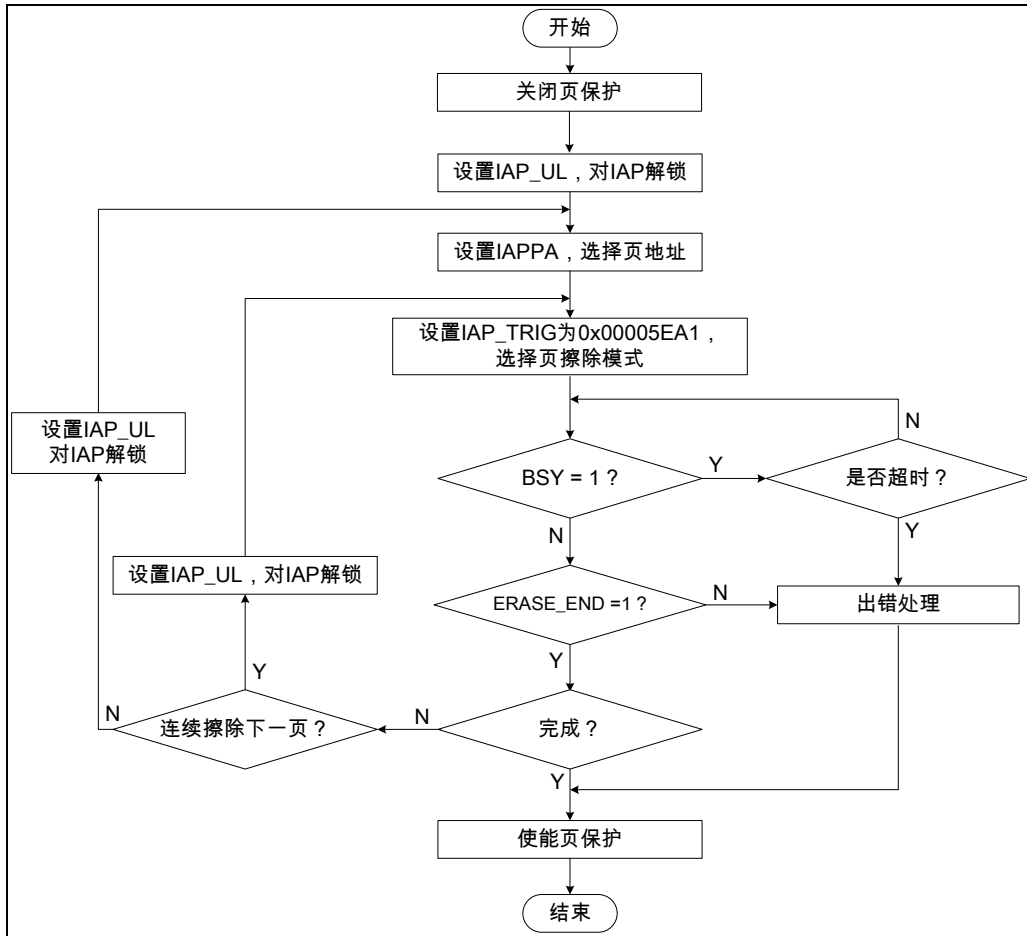 开始
关闭页保护
设置IAP_UL，对IAP解锁
设置IAPPA，选择页地址
设置IAP_TRIG为0x00005EA1，
选择页擦除模式
设置IAP_UL
对IAP解锁
N
BSY = 1？
Y
是否超时？
N
Y
设置IAP_UL，对IAP解锁
ERASE_END =1？
N
出错处理
Y
Y
N
连续擦除下一页？
N
完成？
Y
使能页保护
结束